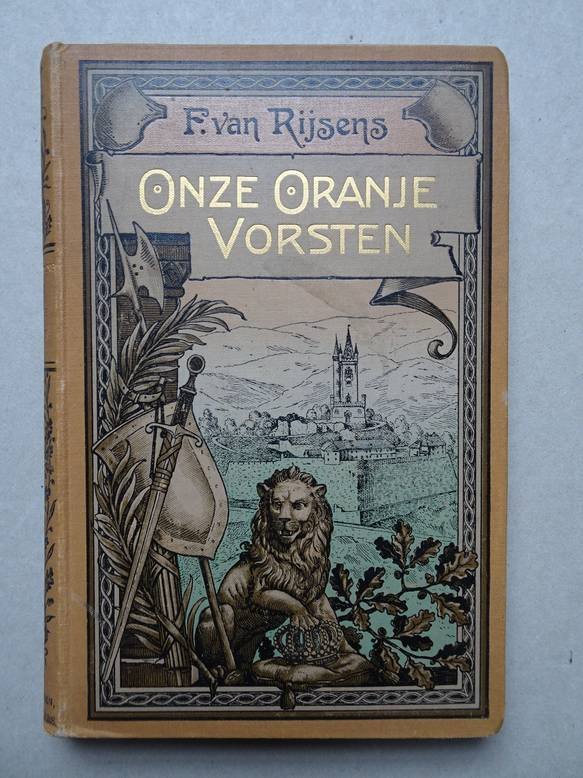 F. van Rijsens
ONZE ORANJE
VORSTEN